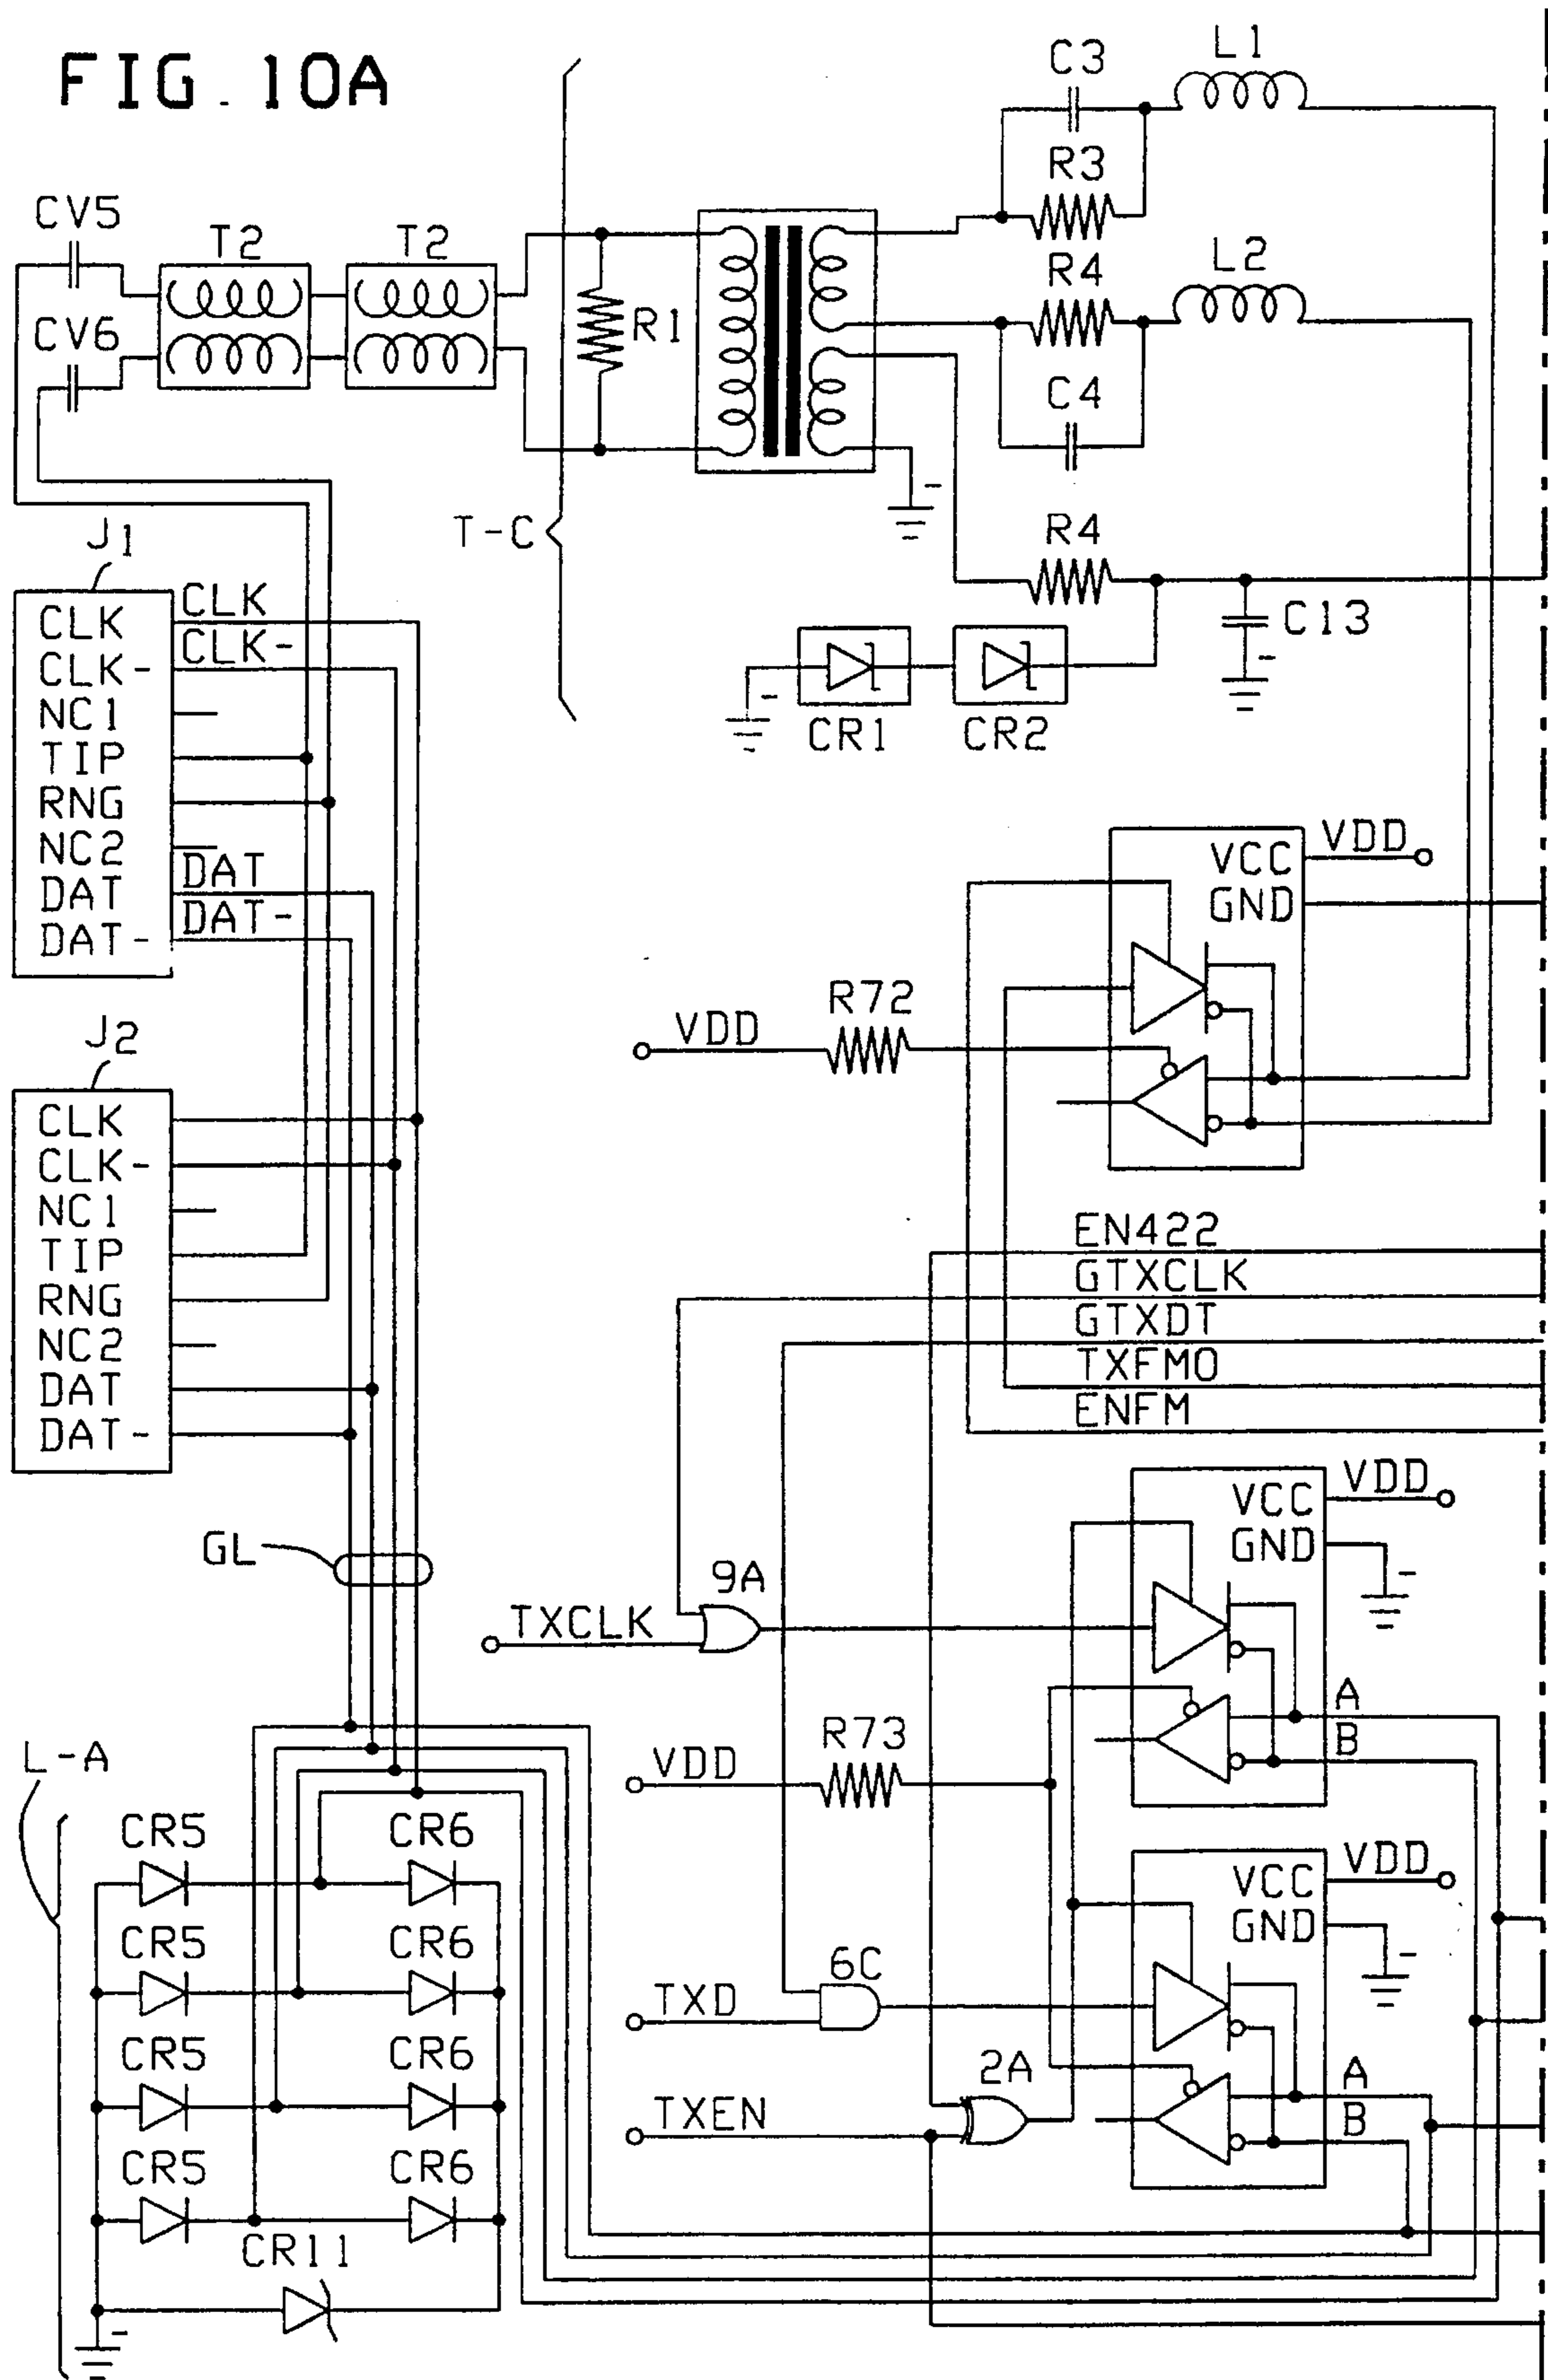 FIG. 10A
C3
L1
R3
CV5
T2
T2
R4
L2
CV6
R1
C4
T-C
R4
C13
CR1
CR2
J1
CLK
CLK-
NC1
TIP
RNG
NC2
DAT
DAT-
CLK
CLK-
DAT
DAT-
VCC
GND
VDD
R72
VDD
J2
CLK
CLK-
NC1
TIP
RNG
NC2
DAT
DAT-
EN422
GTXCLK
GTXDT
TXFMO
ENFM
GL
VCC
GND
VDD
9A
TXCLK
A
B
R73
VDD
L-A
CR5
CR6
CR5
CR6
CR5
CR6
CR5
CR6
CR11
VCC
GND
VDD
6C
TXD
2A
TXEN
A
B